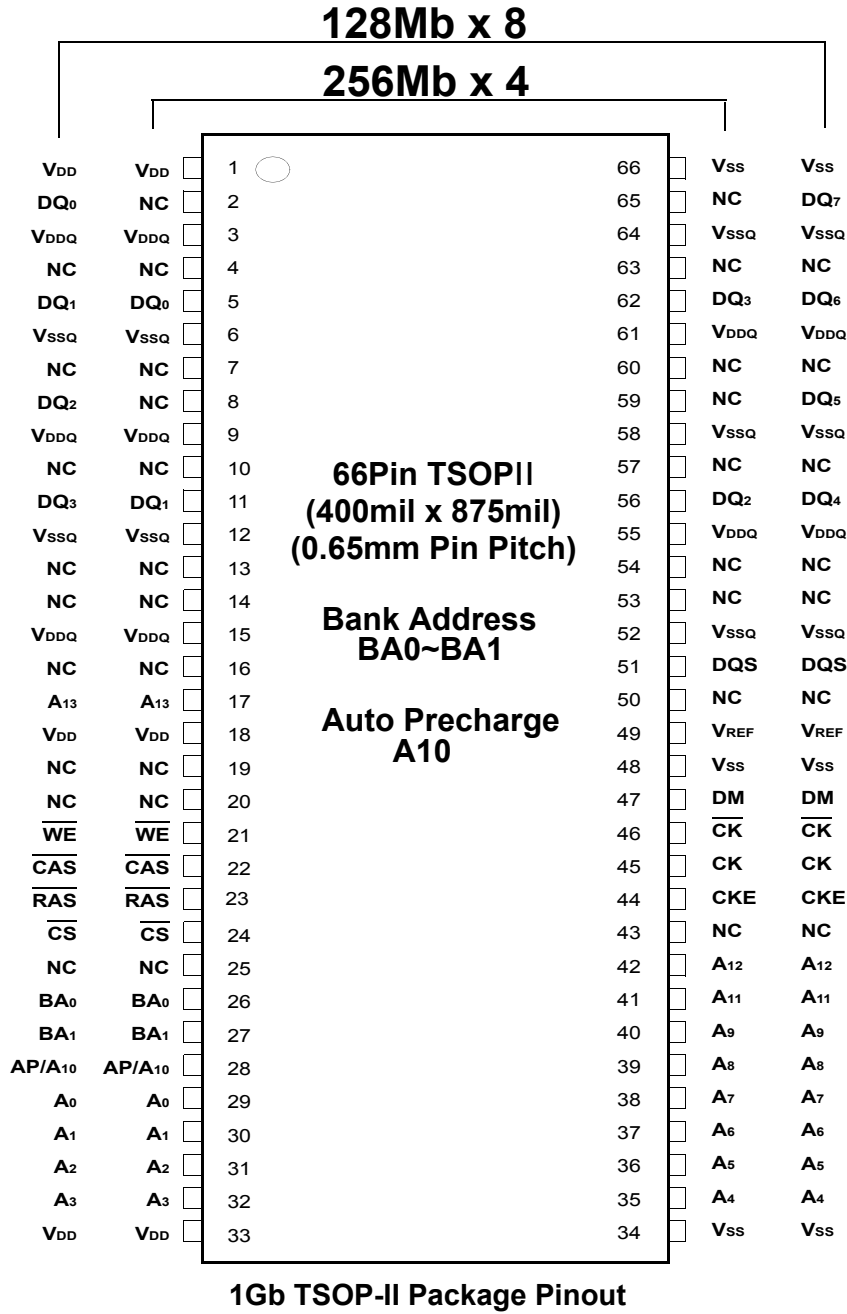 128Mb x 8
256Mb x 4
VDD VDD 1 66 VSS VSS
DQ0 NC 2 65 NC DQ7
VDDQ VDDQ 3 64 VSSQ VSSQ
NC NC 4 63 NC NC
DQ1 DQ0 5 62 DQ3 DQ6
VSSQ VSSQ 6 61 VDDQ VDDQ
NC NC 7 60 NC NC
DQ2 NC 8 59 NC DQ5
VDDQ VDDQ 9 58 VSSQ VSSQ
NC NC 10 57 NC NC
DQ3 DQ1 11 56 DQ2 DQ4
VSSQ VSSQ 12 55 VDDQ VDDQ
NC NC 13 54 NC NC
NC NC 14 53 NC NC
VDDQ VDDQ 15 52 VSSQ VSSQ
NC NC 16 51 DQS DQS
A13 A13 17 50 NC NC
VDD VDD 18 49 VREF VREF
NC NC 19 48 VSS VSS
NC NC 20 47 DM DM
WE WE 21 46 CK CK
CAS CAS 22 45 CK CK
RAS RAS 23 44 CKE CKE
CS CS 24 43 NC NC
NC NC 25 42 A12 A12
BA0 BA0 26 41 A11 A11
BA1 BA1 27 40 A9 A9
AP/A10 AP/A10 28 39 A8 A8
A0 A0 29 38 A7 A7
A1 A1 30 37 A6 A6
A2 A2 31 36 A5 A5
A3 A3 32 35 A4 A4
VDD VDD 33 34 VSS VSS
66Pin TSOPII
(400mil x 875mil)
(0.65mm Pin Pitch)
Bank Address
BA0~BA1
Auto Precharge
A10
1Gb TSOP-II Package Pinout